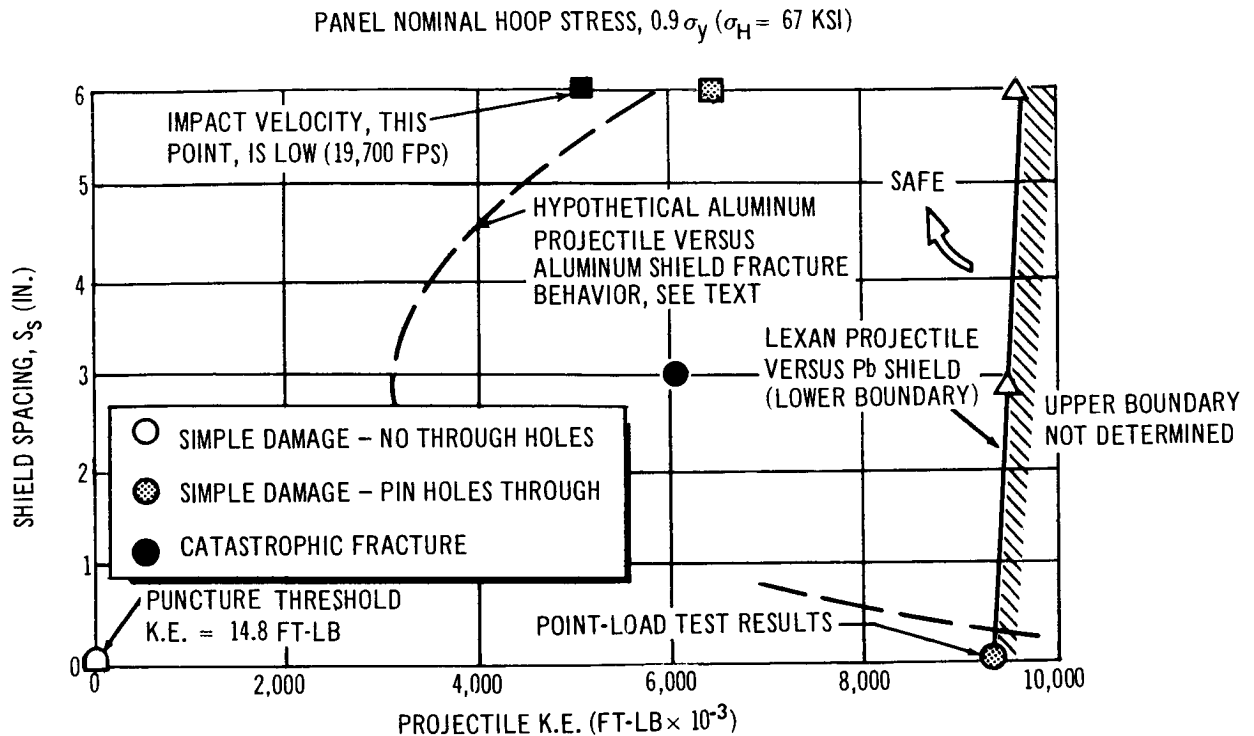 PANEL NOMINAL HOOP STRESS, 0.9 σy (σH = 67 KSI)
6
5
4
3
2
1
0
SHIELD SPACING, Ss (IN.)
IMPACT VELOCITY, THIS
POINT, IS LOW (19,700 FPS)
HYPOTHETICAL ALUMINUM
PROJECTILE VERSUS
ALUMINUM SHIELD FRACTURE
BEHAVIOR, SEE TEXT
SAFE
LEXAN PROJECTILE
VERSUS Pb SHIELD
(LOWER BOUNDARY)
UPPER BOUNDARY
NOT DETERMINED
SIMPLE DAMAGE – NO THROUGH HOLES
SIMPLE DAMAGE – PIN HOLES THROUGH
CATASTROPHIC FRACTURE
PUNCTURE THRESHOLD
K.E. = 14.8 FT-LB
POINT-LOAD TEST RESULTS
0 2,000 4,000 6,000 8,000 10,000
PROJECTILE K.E. (FT-LB × 10-3)